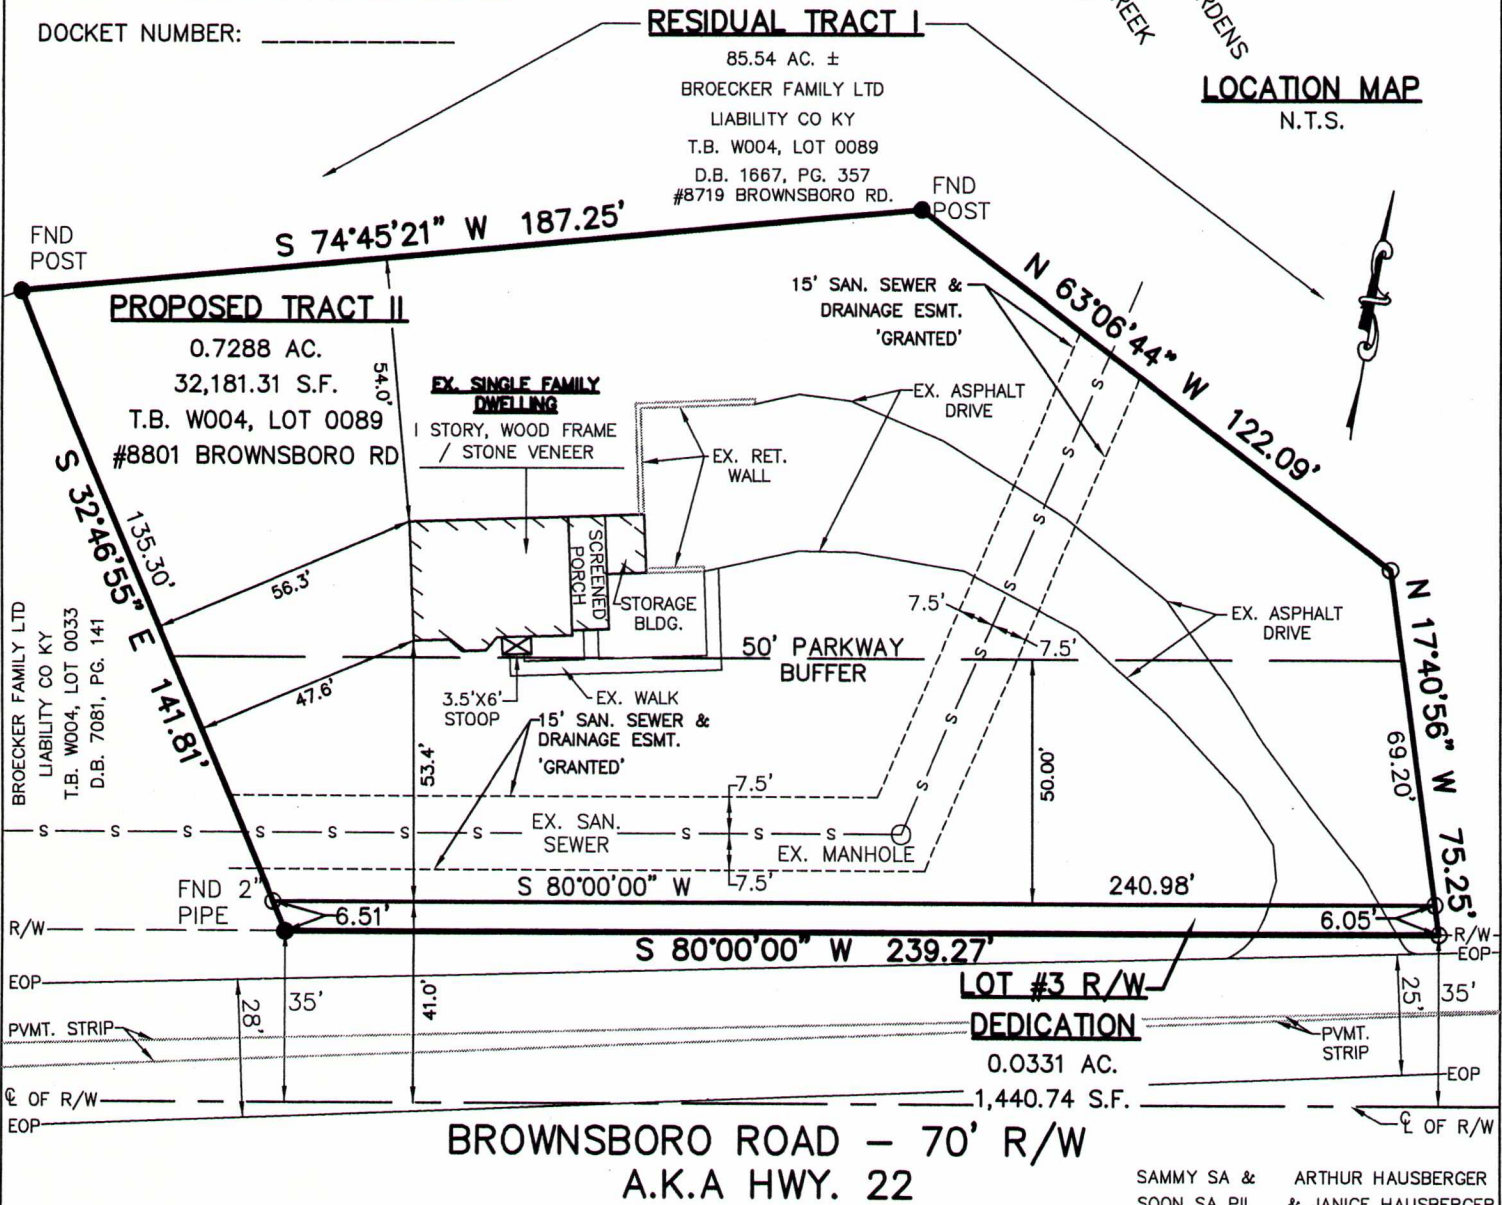 DOCKET NUMBER: ____________
RESIDUAL TRACT I
85.54 AC. ±
BROECKER FAMILY LTD
LIABILITY CO KY
T.B. W004, LOT 0089
D.B. 1667, PG. 357
#8719 BROWNSBORO RD.
LOCATION MAP
N.T.S.
FND
POST
FND
POST
S 74°45'21" W 187.25'
N 63°06'44" W 122.09'
PROPOSED TRACT II
0.7288 AC.
32,181.31 S.F.
T.B. W004, LOT 0089
#8801 BROWNSBORO RD
54.0'
EX. SINGLE FAMILY
DWELLING
1 STORY, WOOD FRAME
/ STONE VENEER
15' SAN. SEWER &
DRAINAGE ESMT.
'GRANTED'
EX. ASPHALT
DRIVE
EX. RET.
WALL
S 32°46'55" E 141.81'
135.30'
56.3'
47.6'
SCREENED
PORCH
STORAGE
BLDG.
7.5'
7.5'
EX. ASPHALT
DRIVE
N 17°40'56" W 75.25'
69.20'
50' PARKWAY
BUFFER
BROECKER FAMILY LTD
LIABILITY CO KY
T.B. W004, LOT 0033
D.B. 7081, PG. 141
3.5'X6'
STOOP
EX. WALK
15' SAN. SEWER &
DRAINAGE ESMT.
'GRANTED'
53.4'
50.00'
7.5'
S S S S S S S S S S
S S S S S S S
EX. SAN.
SEWER
EX. MANHOLE
7.5'
FND 2"
PIPE
S 80°00'00" W
240.98'
6.51'
6.05'
R/W
R/W
S 80°00'00" W 239.27'
EOP
EOP
LOT #3 R/W
DEDICATION
0.0331 AC.
1,440.74 S.F.
28'
35'
41.0'
25'
35'
PVMT. STRIP
PVMT.
STRIP
EOP
℄ OF R/W
EOP
℄ OF R/W
BROWNSBORO ROAD – 70' R/W
A.K.A HWY. 22
SAMMY SA &
ARTHUR HAUSBERGER
SOON SA PIL
& JANICE HAUSBERGER